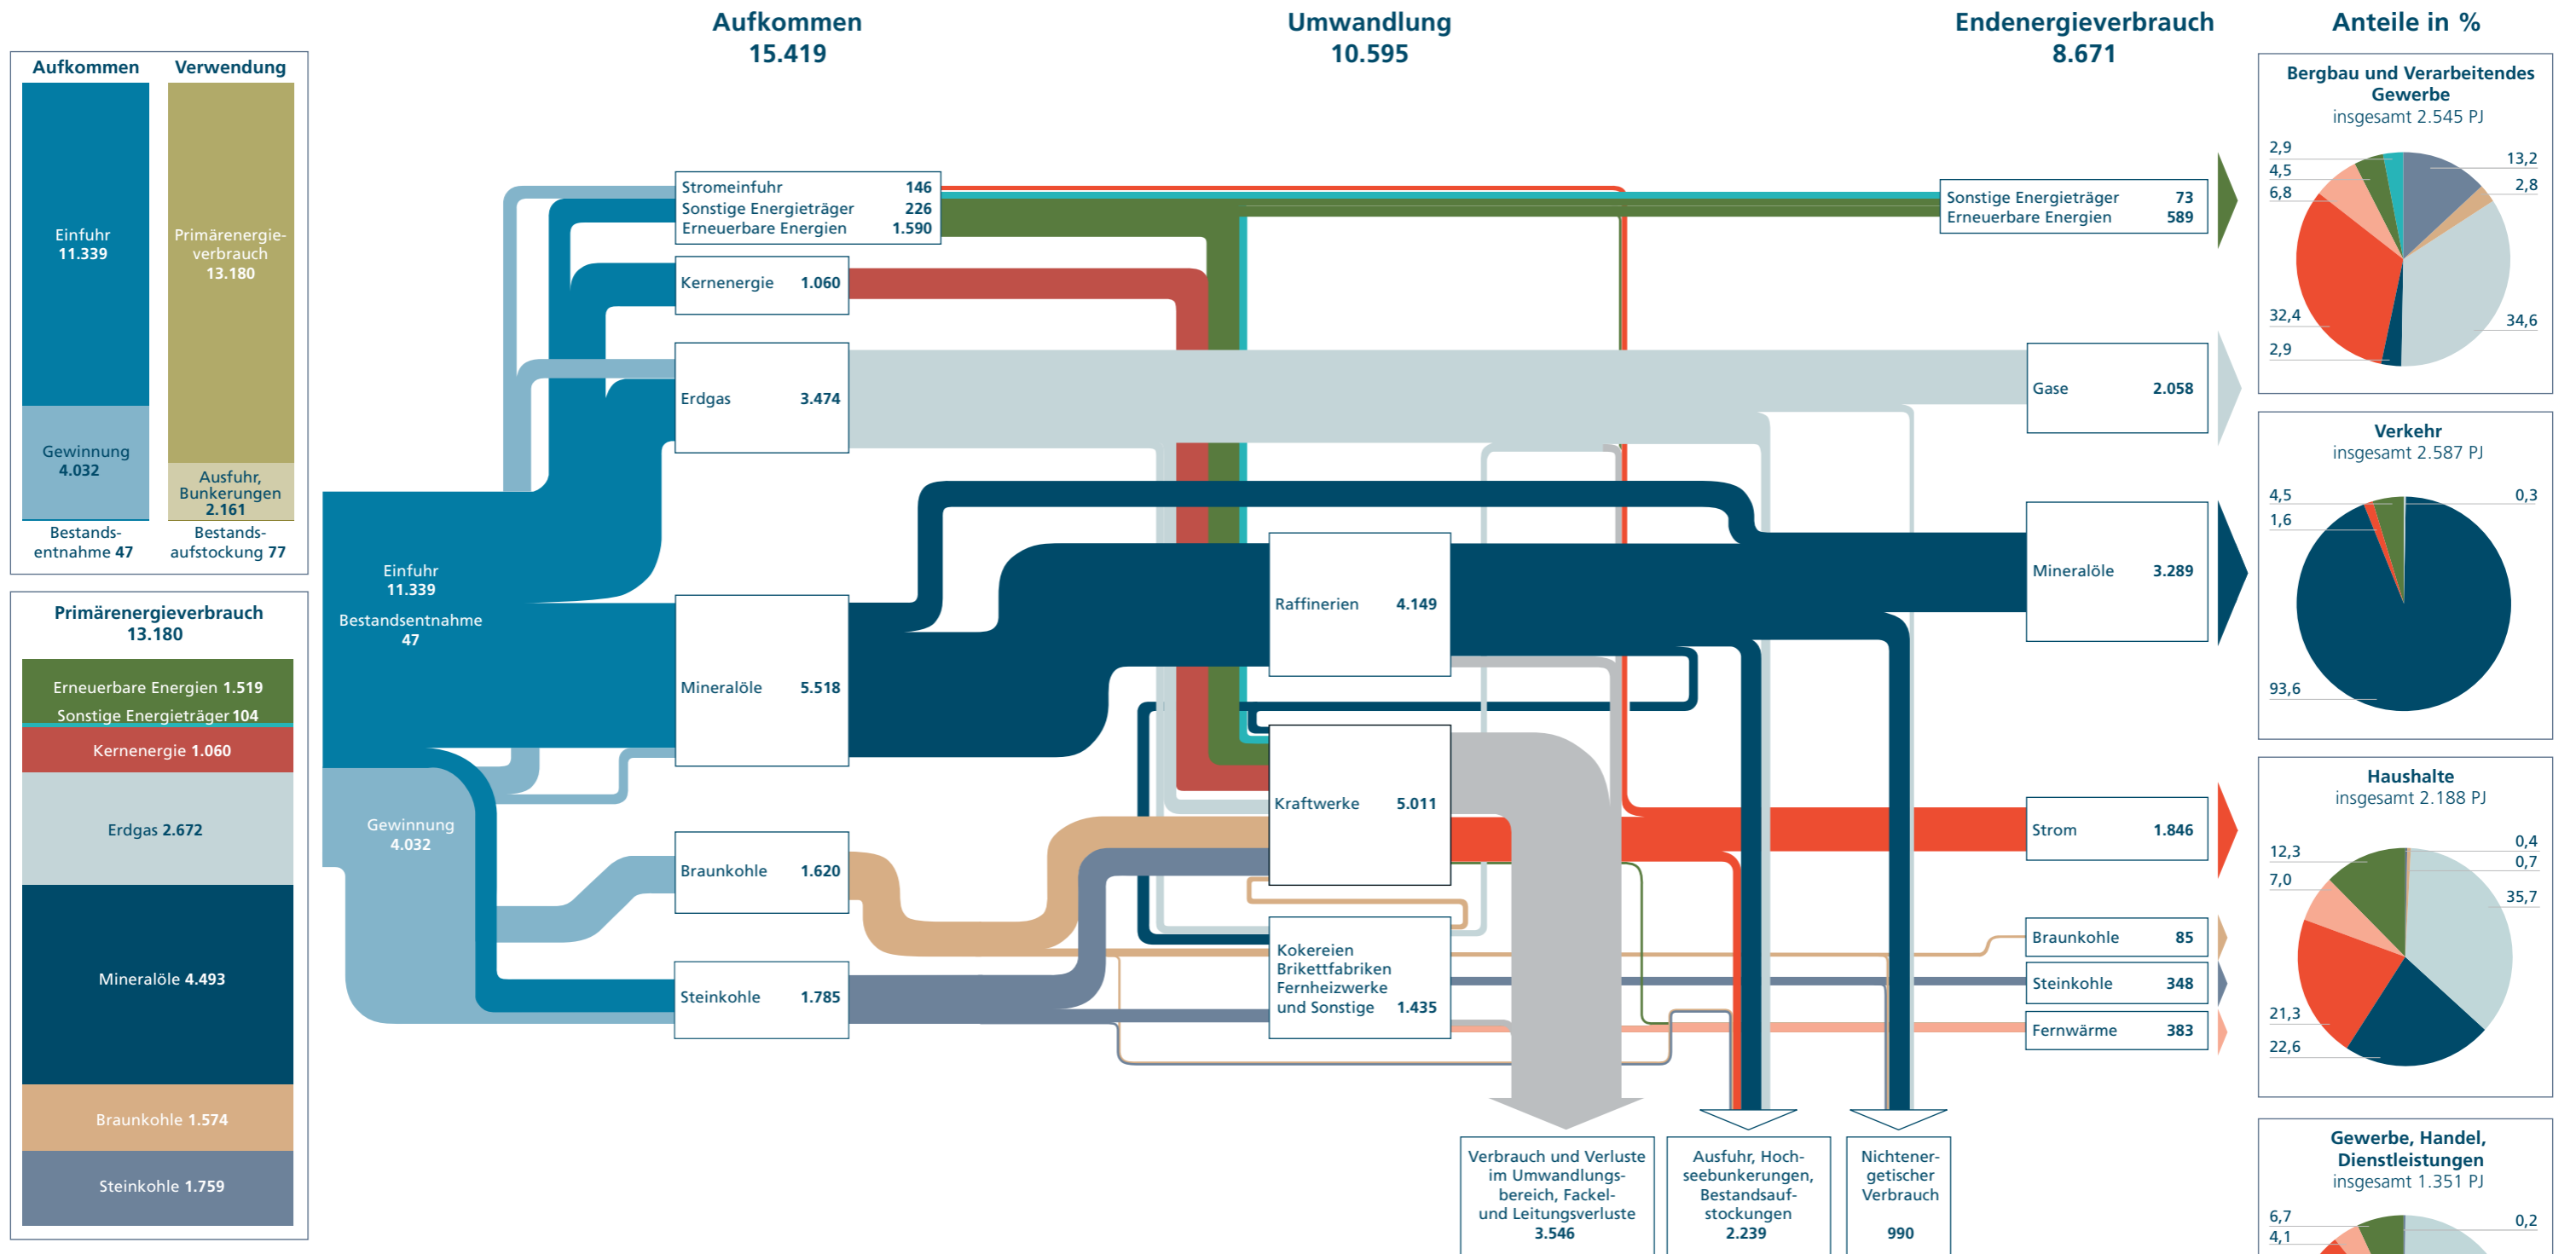 Aufkommen
15.419
Umwandlung
10.595
Endenergieverbrauch
8.671
Anteile in %
Aufkommen
Verwendung
Einfuhr
11.339
Gewinnung
4.032
Bestands-
entnahme 47
Primärenergie-
verbrauch
13.180
Ausfuhr,
Bunkerungen
2.161
Bestands-
aufstockung 77
Primärenergieverbrauch
13.180
Erneuerbare Energien 1.519
Sonstige Energieträger 104
Kernenergie 1.060
Erdgas 2.672
Mineralöle 4.493
Braunkohle 1.574
Steinkohle 1.759
Einfuhr
11.339
Bestandsentnahme
47
Gewinnung
4.032
Stromeinfuhr 146
Sonstige Energieträger 226
Erneuerbare Energien 1.590
Kernenergie 1.060
Erdgas 3.474
Mineralöle 5.518
Braunkohle 1.620
Steinkohle 1.785
Raffinerien 4.149
Kraftwerke 5.011
Kokereien
Brikettfabriken
Fernheizwerke
und Sonstige 1.435
Sonstige Energieträger 73
Erneuerbare Energien 589
Gase 2.058
Mineralöle 3.289
Strom 1.846
Braunkohle 85
Steinkohle 348
Fernwärme 383
Verbrauch und Verluste
im Umwandlungs-
bereich, Fackel-
und Leitungsverluste
3.546
Ausfuhr, Hoch-
seebunkerungen,
Bestandsauf-
stockungen
2.239
Nichtener-
getischer
Verbrauch
990
Bergbau und Verarbeitendes
Gewerbe
insgesamt 2.545 PJ
2,9
4,5
6,8
32,4
2,9
13,2
2,8
34,6
Verkehr
insgesamt 2.587 PJ
4,5
1,6
93,6
0,3
Haushalte
insgesamt 2.188 PJ
12,3
7,0
21,3
22,6
0,4
0,7
35,7
Gewerbe, Handel,
Dienstleistungen
insgesamt 1.351 PJ
6,7
4,1
0,2